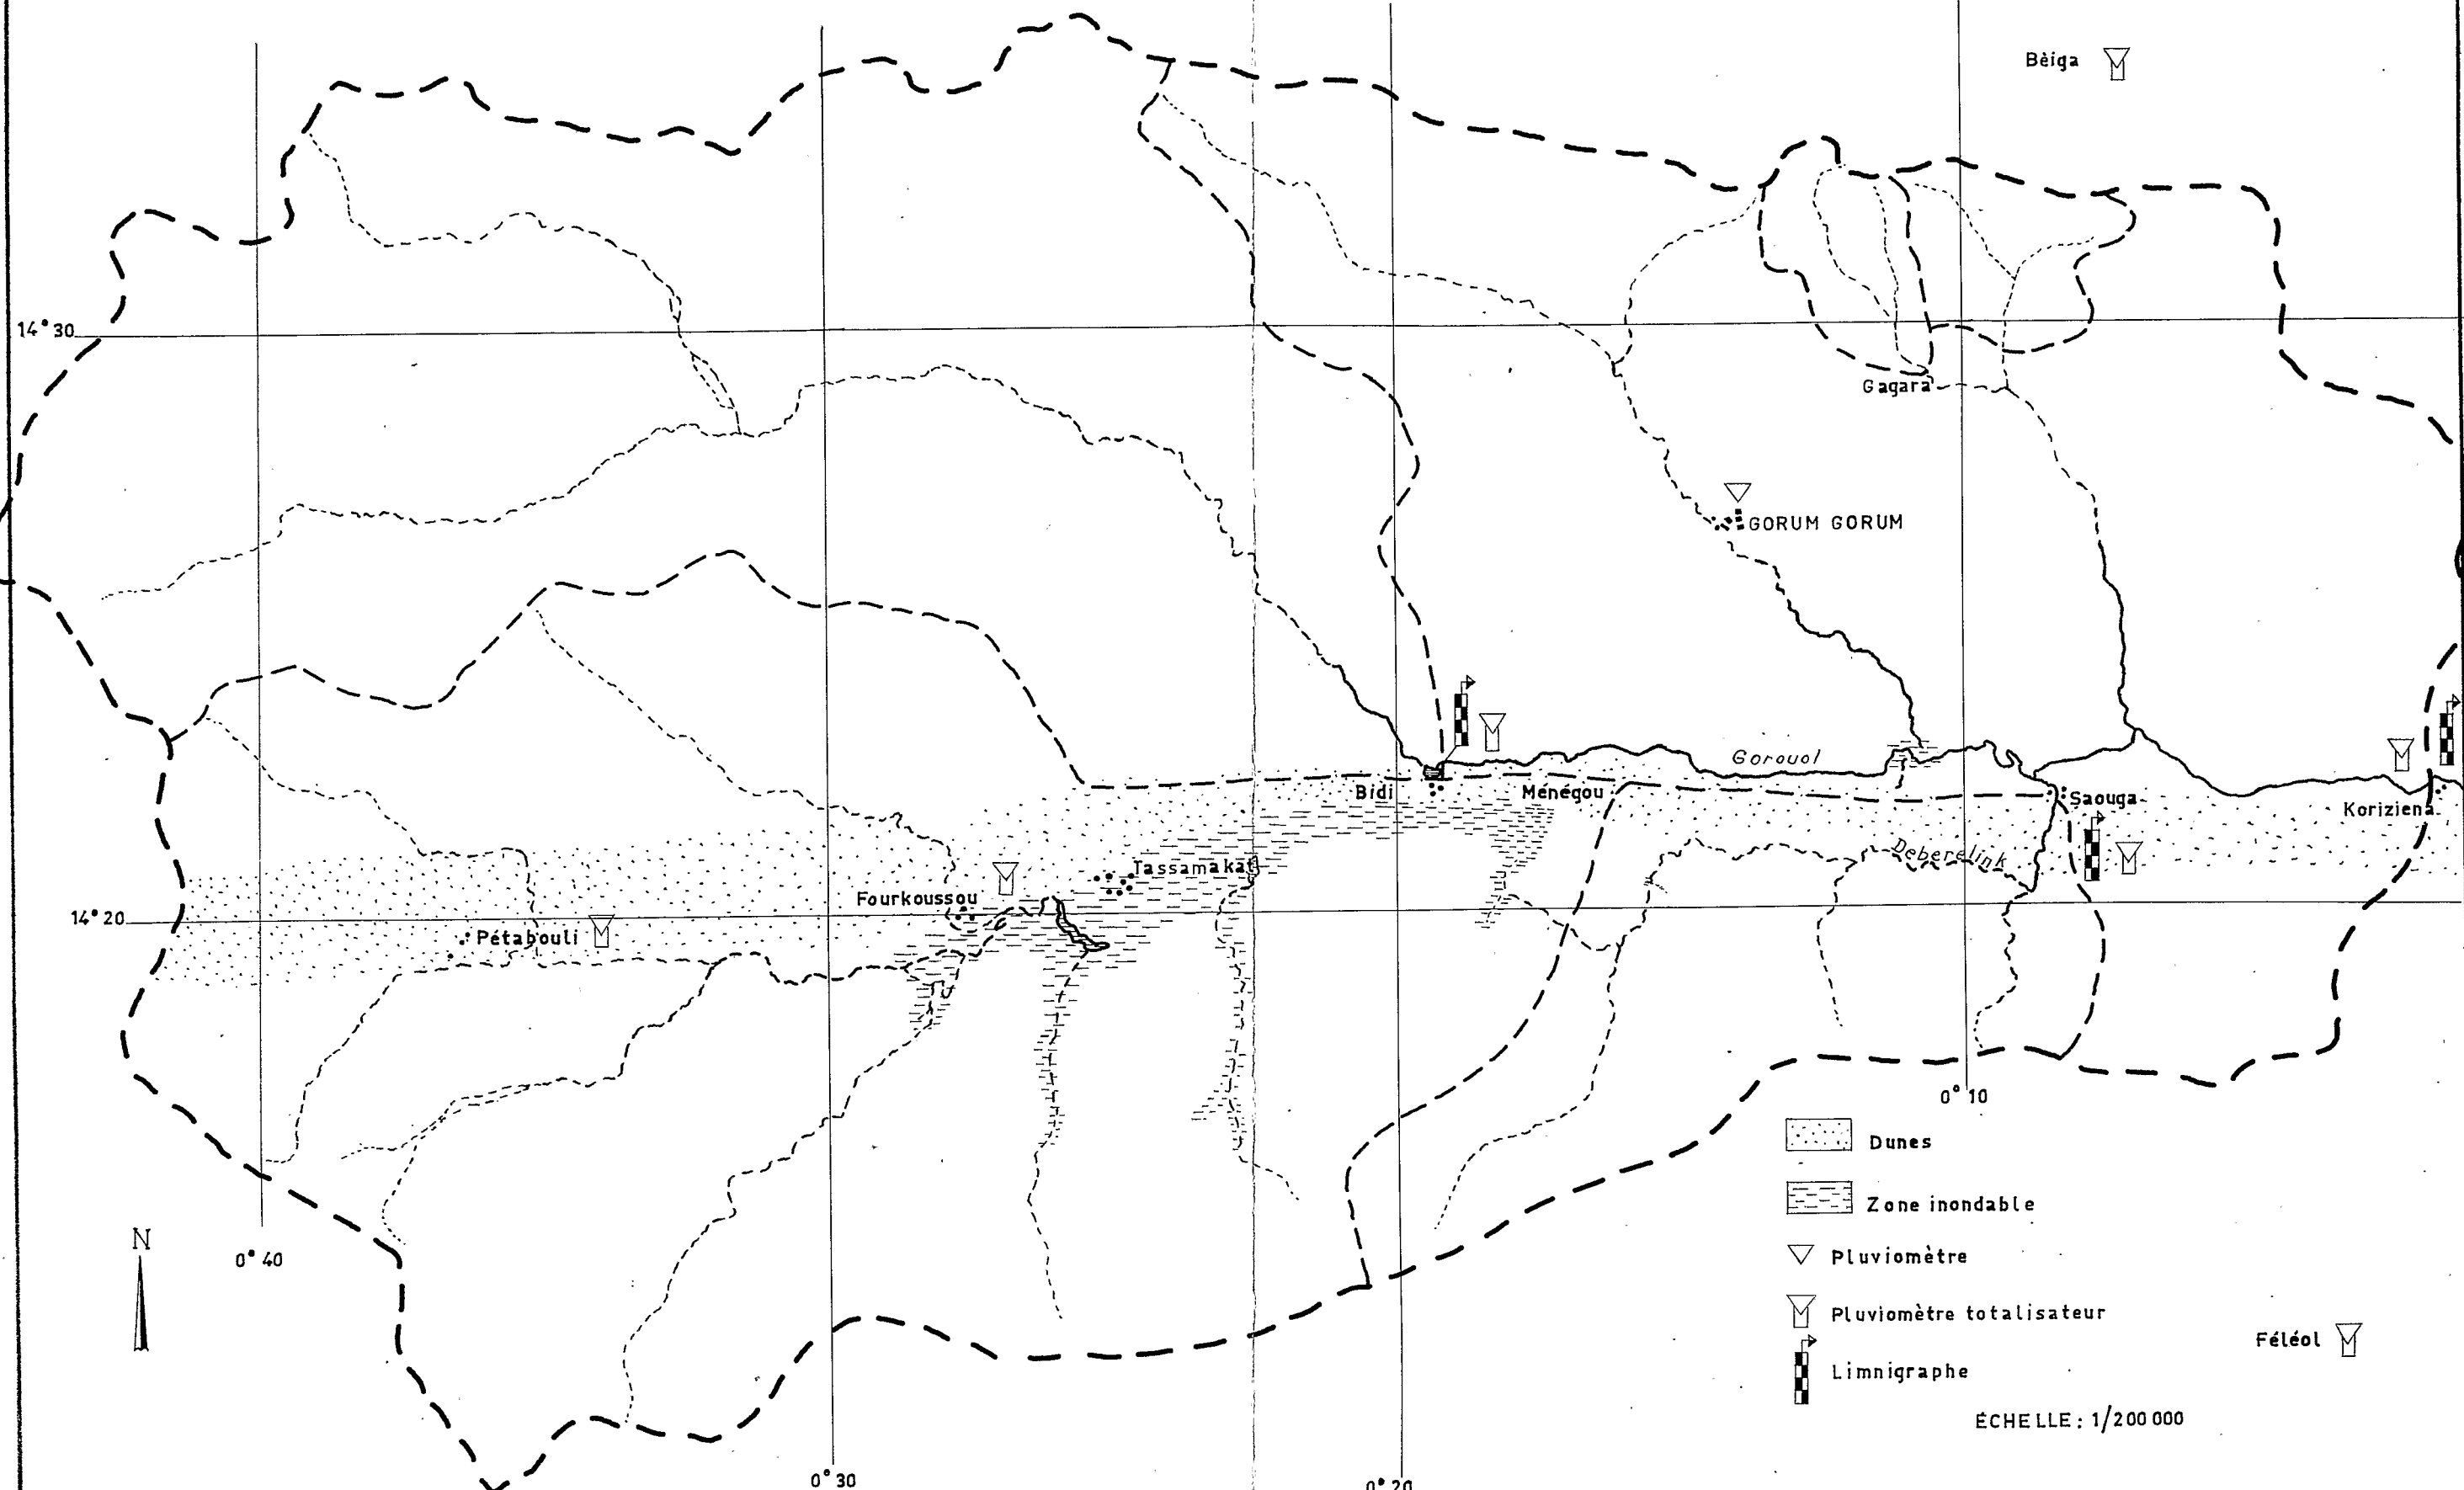 Bèiga
14° 30
Gagara
GORUM GORUM
Gorouol
Bidi
Ménégou
Saouga
Koriziena
Deberelink
Tassamakat
Fourkoussou
14° 20
Pétabouli
0° 10
Dunes
Zone inondable
N
0° 40
Pluviomètre
Pluviomètre totalisateur
Féléol
Limnigraphe
ÉCHELLE : 1/200 000
0° 30
0° 20